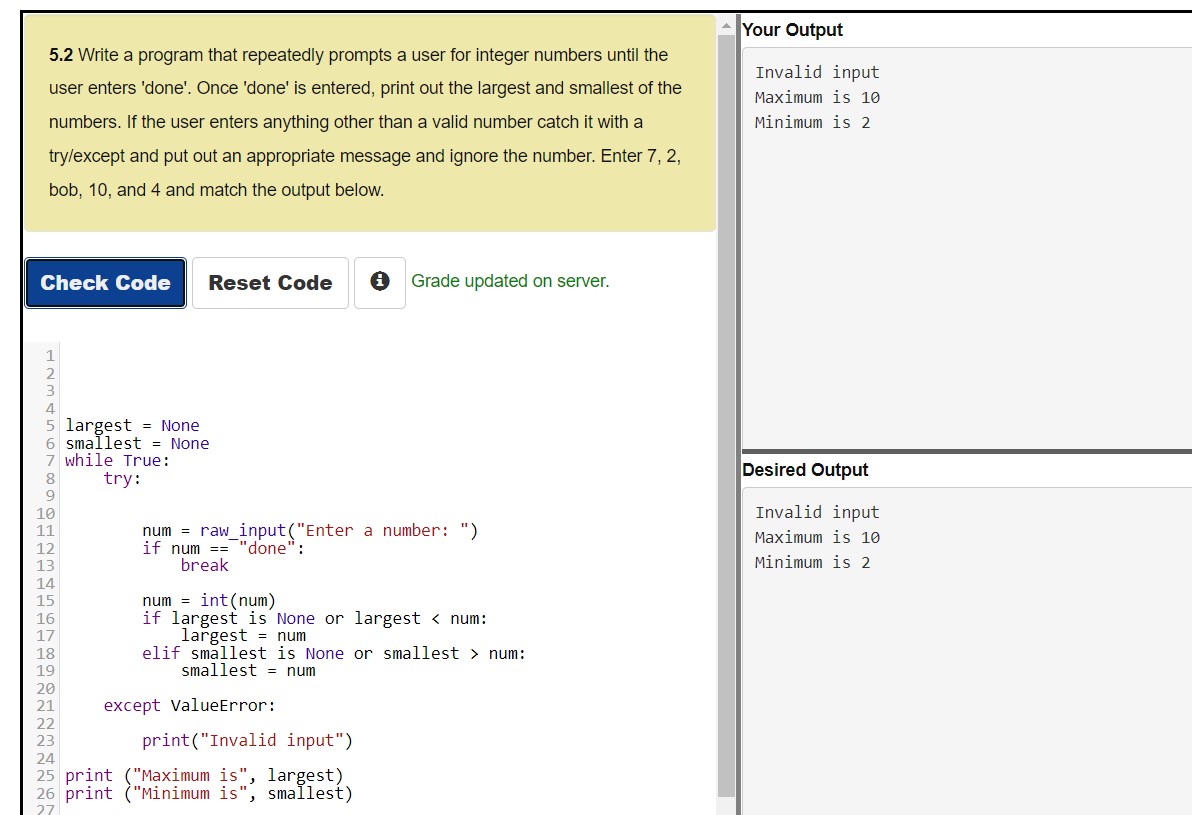 5.2 Write a program that repeatedly prompts a user for integer numbers until the
user enters 'done'. Once 'done' is entered, print out the largest and smallest of the
numbers. If the user enters anything other than a valid number catch it with a
try/except and put out an appropriate message and ignore the number. Enter 7, 2,
bob, 10, and 4 and match the output below.
Check Code Reset Code Grade updated on server.
1
2
3
4
5 largest = None
6 smallest = None
7 while True:
8     try:
9
10
11         num = raw_input("Enter a number: ")
12         if num == "done":
13             break
14
15         num = int(num)
16         if largest is None or largest < num:
17             largest = num
18         elif smallest is None or smallest > num:
19             smallest = num
20
21     except ValueError:
22
23         print("Invalid input")
24
25 print ("Maximum is", largest)
26 print ("Minimum is", smallest)
27
Your Output
Invalid input
Maximum is 10
Minimum is 2
Desired Output
Invalid input
Maximum is 10
Minimum is 2